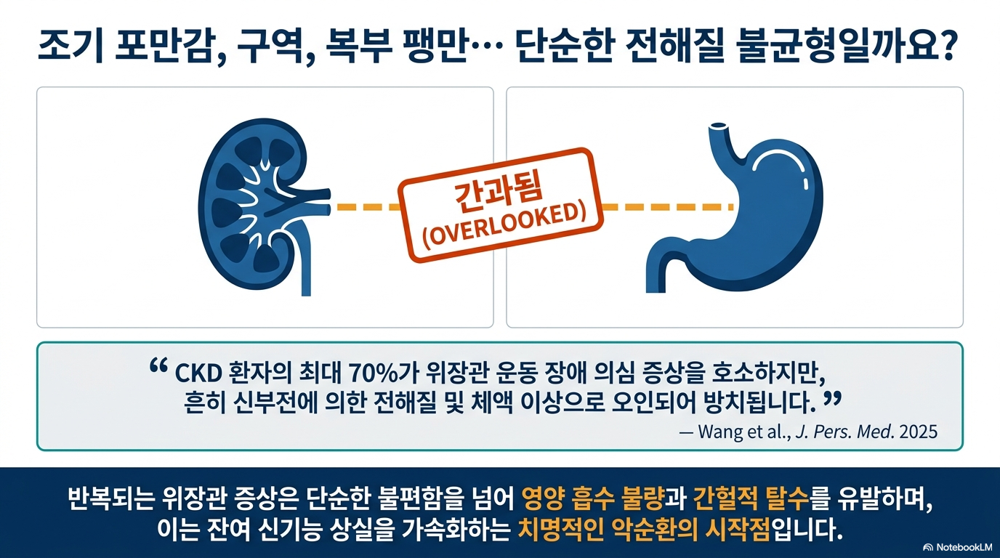 조기 포만감, 구역, 복부 팽만… 단순한 전해질 불균형일까요?
간과됨
(OVERLOOKED)
“ CKD 환자의 최대 70%가 위장관 운동 장애 의심 증상을 호소하지만,
흔히 신부전에 의한 전해질 및 체액 이상으로 오인되어 방치됩니다. ”
— Wang et al., J. Pers. Med. 2025
반복되는 위장관 증상은 단순한 불편함을 넘어 영양 흡수 불량과 간헐적 탈수를 유발하며,
이는 잔여 신기능 상실을 가속화하는 치명적인 악순환의 시작점입니다.
NotebookLM